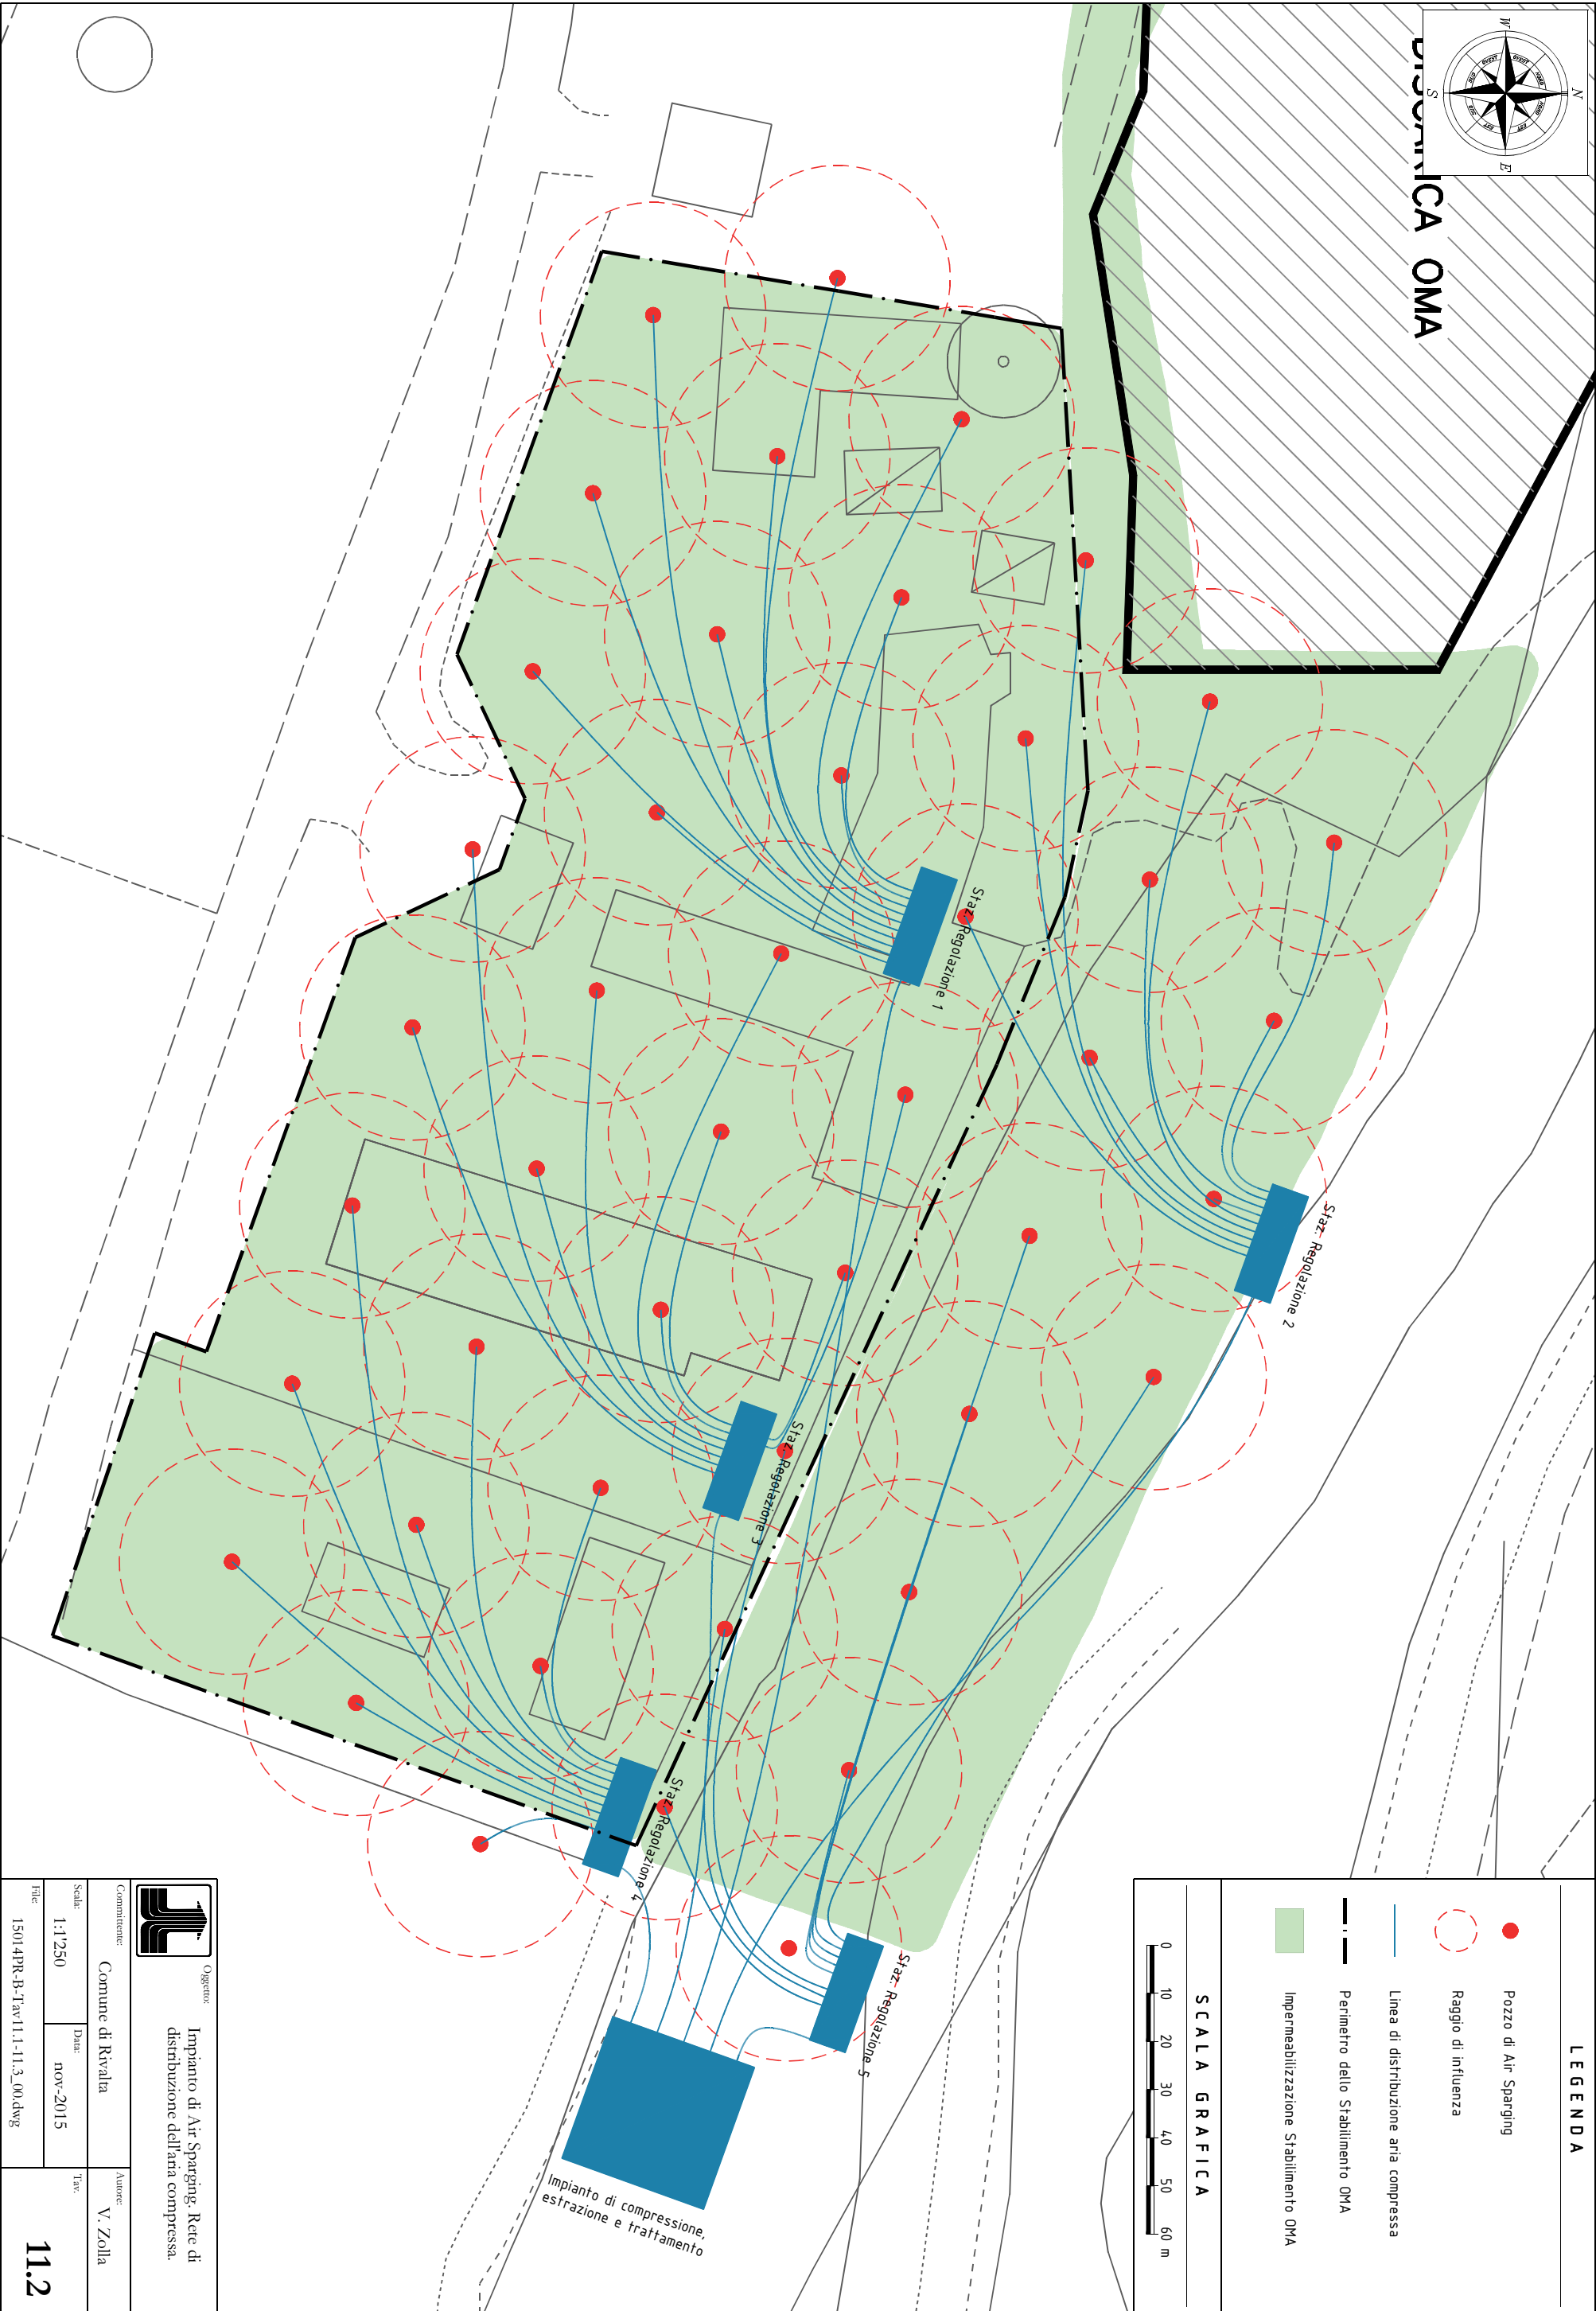 DISCARICA OMA
N
W
E
S
Staz. Regolazione 1
Staz. Regolazione 2
Staz. Regolazione 3
Staz. Regolazione 4
Staz. Regolazione 5
Impianto di compressione,
estrazione e trattamento
LEGENDA
Pozzo di Air Sparging
Raggio di influenza
Linea di distribuzione aria compressa
Perimetro dello Stabilimento OMA
Impermeabilizzazione Stabilimento OMA
SCALA GRAFICA
0 10 20 30 40 50 60 m
Oggetto:
Impianto di Air Sparging. Rete di
distribuzione dell'aria compressa.
Committente:
Comune di Rivalta
Autore:
V. Zolla
Scala:
1:1'250
Data:
nov-2015
Tav.
11.2
File:
15014PR-B-Tav11.1-11.3_00.dwg